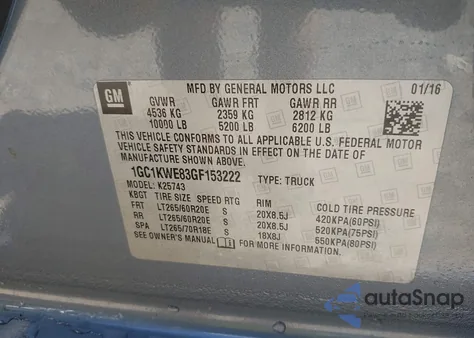 GM
MFD BY GENERAL MOTORS LLC
01/16
GVWR GAWR FRT GAWR RR
4536 KG 2359 KG 2812 KG
10000 LB 5200 LB 6200 LB
THIS VEHICLE CONFORMS TO ALL APPLICABLE U.S. FEDERAL MOTOR
VEHICLE SAFETY STANDARDS IN EFFECT ON THE DATE OF MANUFACTURE SHOWN ABOVE.
1GC1KWE83GF153222 TYPE: TRUCK
MODEL: K25743
KBGT TIRE SIZE SPEED RTG RIM COLD TIRE PRESSURE
FRT LT265/60R20E S 20X8.5J 420KPA(60PSI)
RR LT265/60R20E S 20X8.5J 520KPA(75PSI)
SPA LT265/70R18E S 18X8J 550KPA(80PSI)
SEE OWNER'S MANUAL FOR MORE INFORMATION.
autaSnap